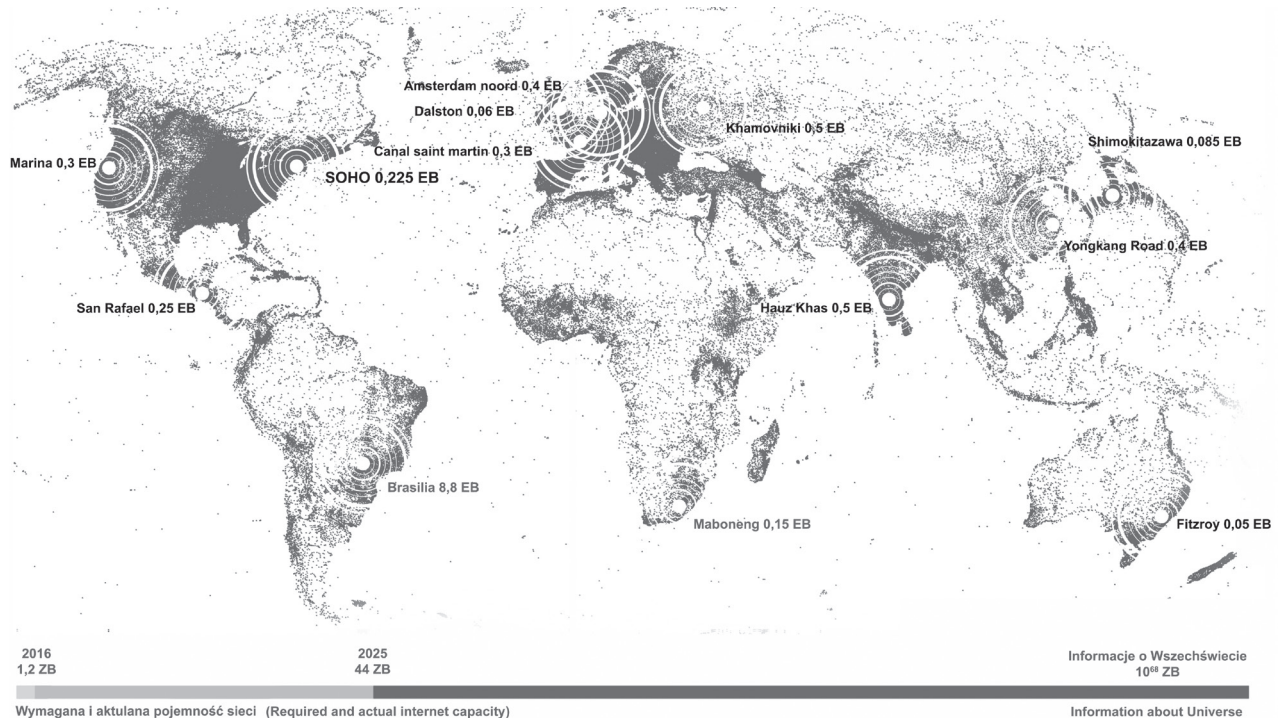 Amsterdam noord 0,4 EB
Dalston 0,06 EB
Khamovniki 0,5 EB
Shimokitazawa 0,085 EB
Canal saint martin 0,3 EB
Marina 0,3 EB
SOHO 0,225 EB
Yongkang Road 0,4 EB
San Rafael 0,25 EB
Hauz Khas 0,5 EB
Brasilia 8,8 EB
Maboneng 0,15 EB
Fitzroy 0,05 EB
2016
1,2 ZB
2025
44 ZB
Informacje o Wszechświecie
10⁶⁸ ZB
Wymagana i aktulana pojemność sieci (Required and actual internet capacity)
Information about Universe